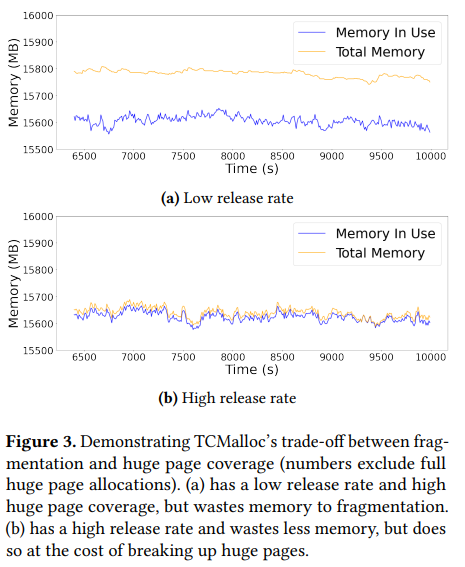 16000
Memory In Use
15900
Total Memory
15800
15700
15600
15500
Memory (MB)
6500 7000 7500 8000 8500 9000 9500 10000
Time (s)
(a) Low release rate
16000
Memory In Use
15900
Total Memory
15800
15700
15600
15500
Memory (MB)
6500 7000 7500 8000 8500 9000 9500 10000
Time (s)
(b) High release rate
Figure 3. Demonstrating TCMalloc's trade-off between frag-
mentation and huge page coverage (numbers exclude full
huge page allocations). (a) has a low release rate and high
huge page coverage, but wastes memory to fragmentation.
(b) has a high release rate and wastes less memory, but does
so at the cost of breaking up huge pages.